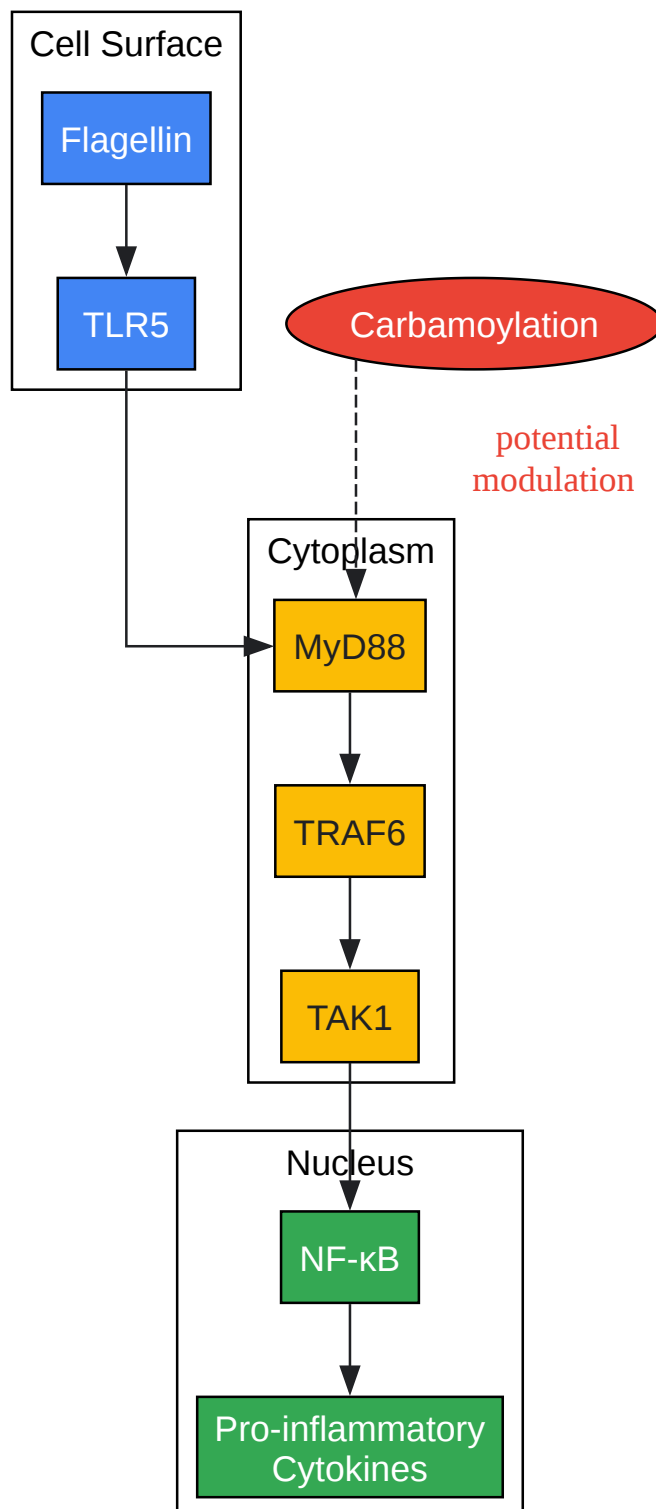 Cell Surface
Flagellin
TLR5
Carbamoylation
potential
modulation
Cytoplasm
MyD88
TRAF6
TAK1
Nucleus
NF-κB
Pro-inflammatory
Cytokines